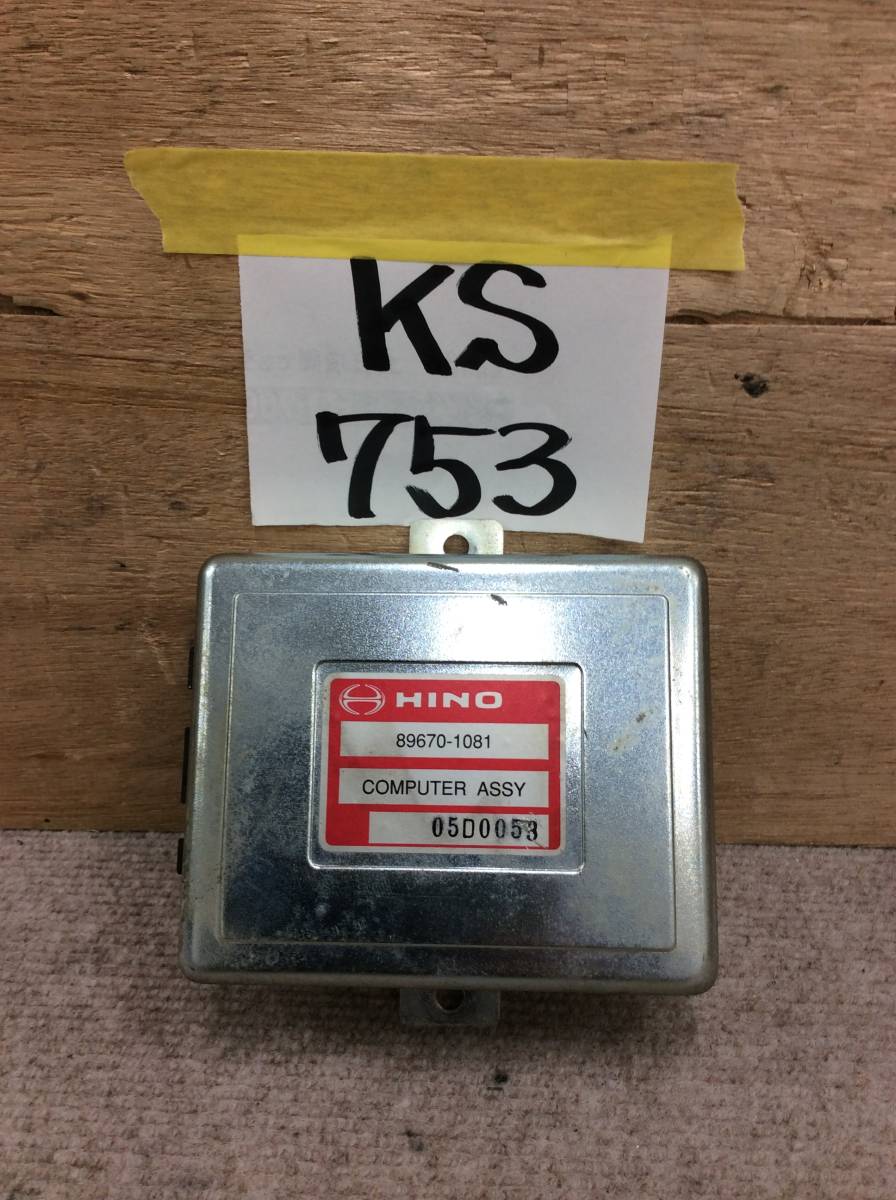 KS
753
HINO
89670-1081
COMPUTER ASSY
05D0053